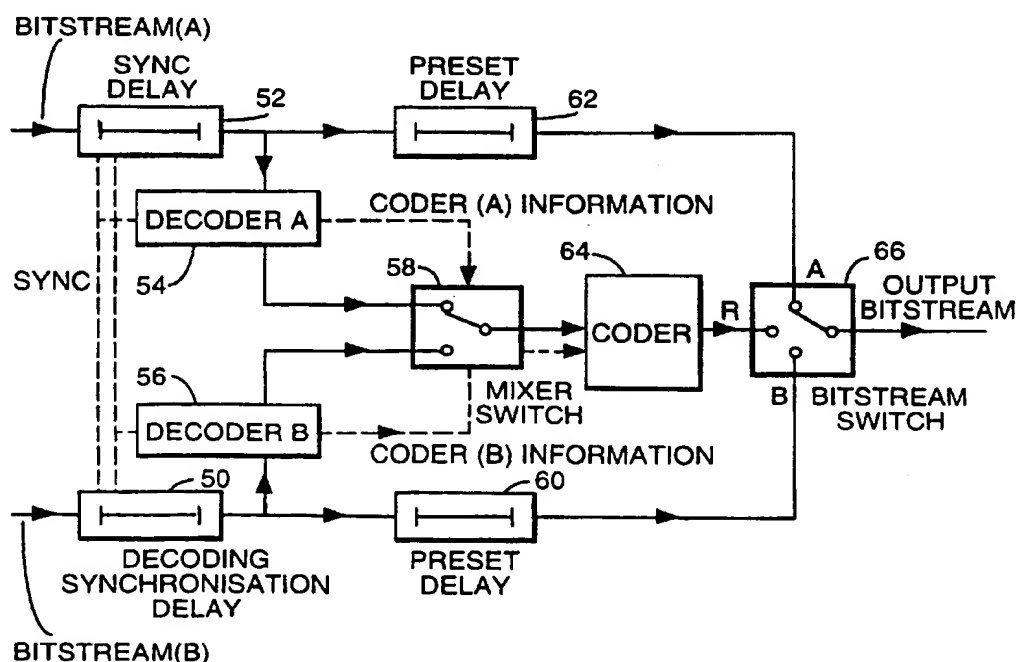 BITSTREAM(A)
SYNC
DELAY
52
PRESET
DELAY
62
DECODER A
54
CODER (A) INFORMATION
SYNC
58
64
CODER
R
A
66
OUTPUT
BITSTREAM
56
DECODER B
MIXER
SWITCH
B
BITSTREAM
SWITCH
CODER (B) INFORMATION
50
60
DECODING
SYNCHRONISATION
DELAY
PRESET
DELAY
BITSTREAM(B)